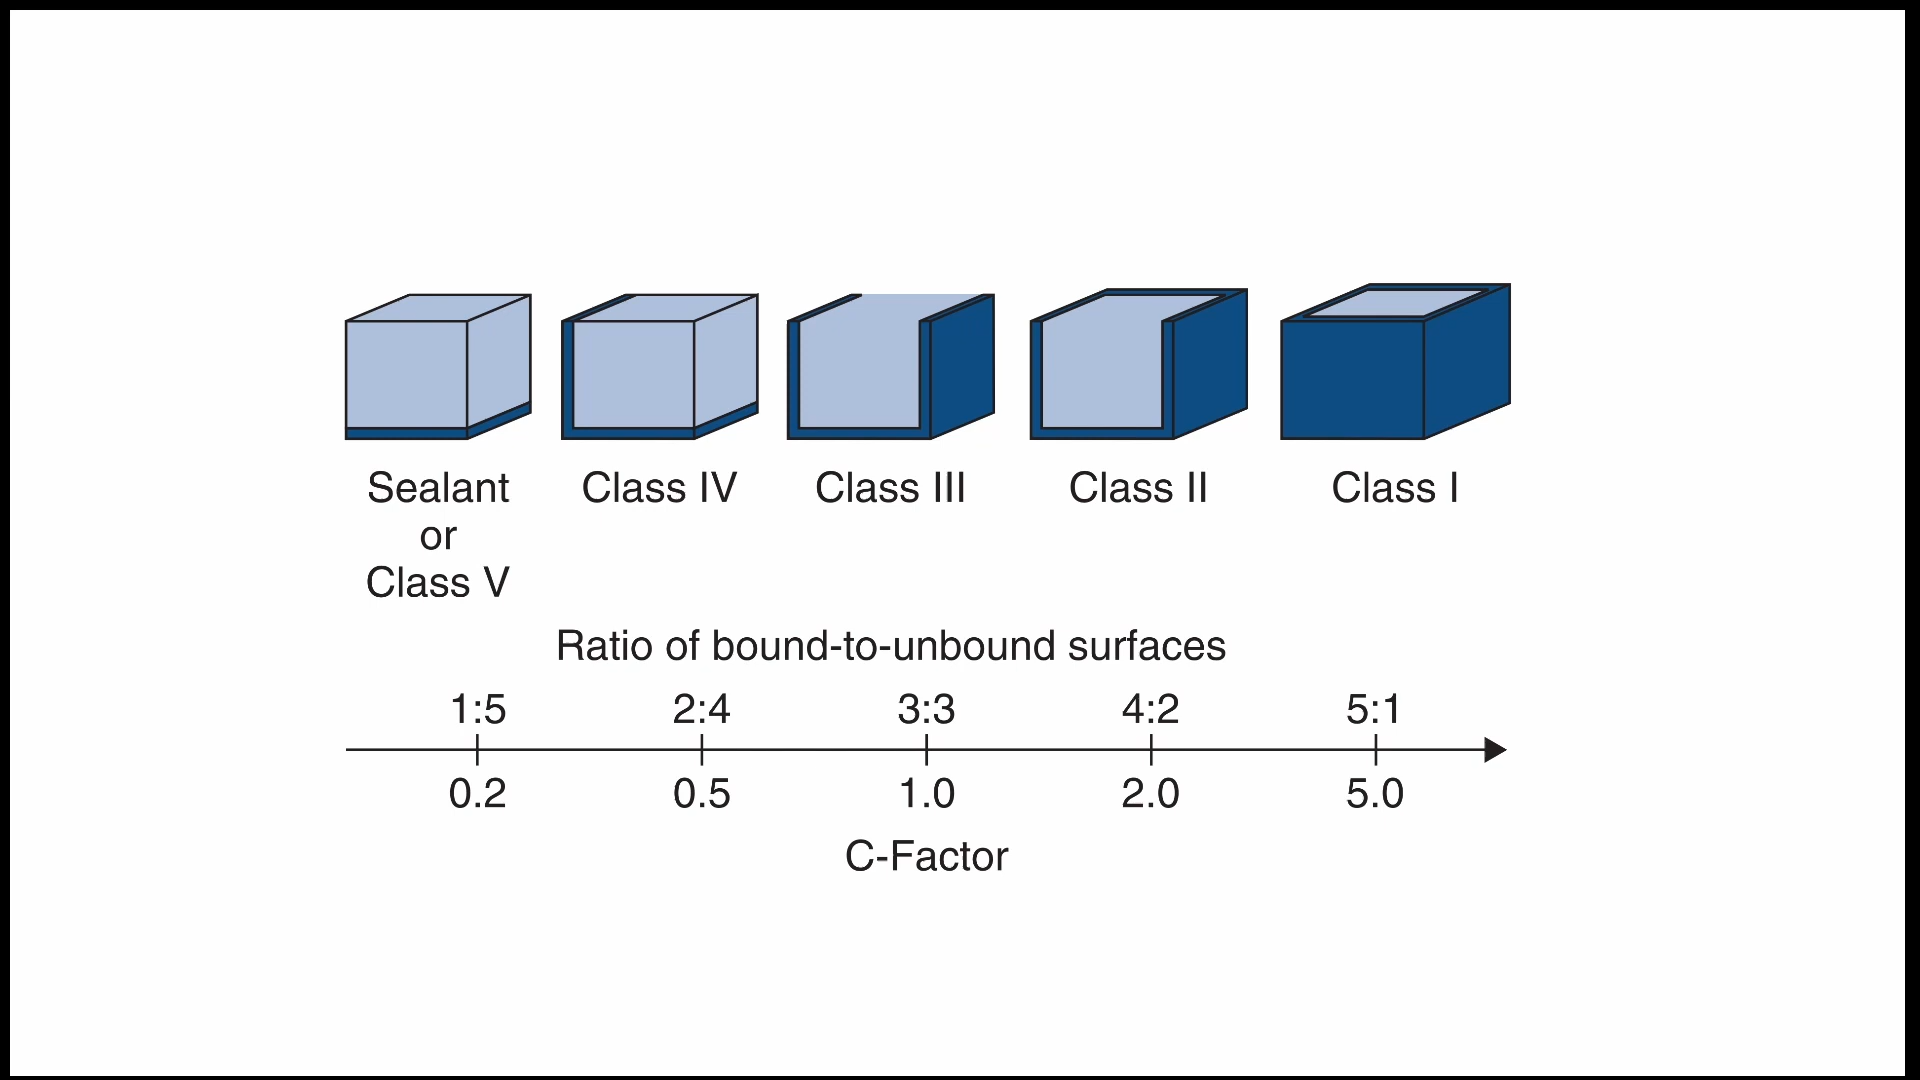 Sealant
or
Class V
Class IV
Class III
Class II
Class I
Ratio of bound-to-unbound surfaces
1:5 2:4 3:3 4:2 5:1
0.2 0.5 1.0 2.0 5.0
C-Factor